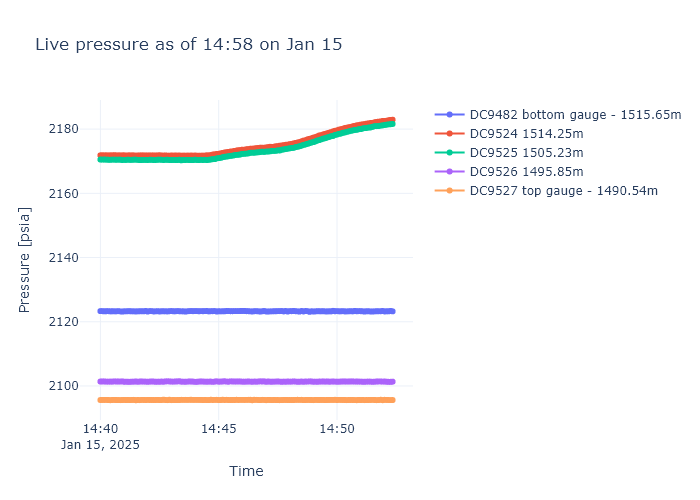 Live pressure as of 14:58 on Jan 15
DC9482 bottom gauge - 1515.65m
DC9524 1514.25m
DC9525 1505.23m
DC9526 1495.85m
DC9527 top gauge - 1490.54m
Pressure [psia]
2180
2160
2140
2120
2100
14:40
14:45
14:50
Jan 15, 2025
Time